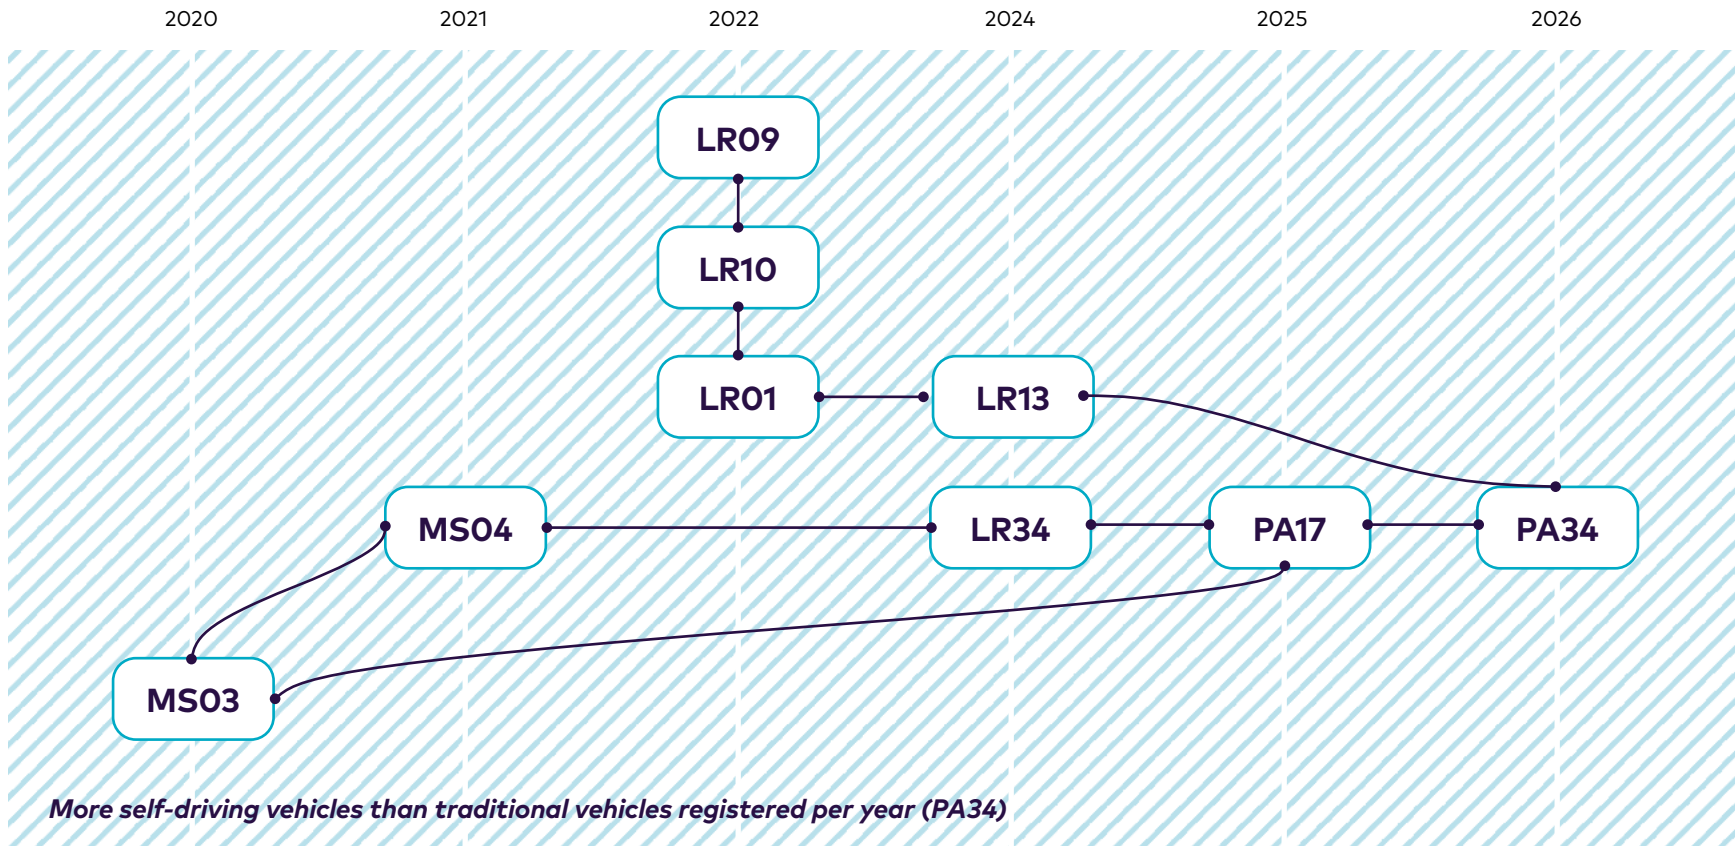 2020 2021 2022 2024 2025 2026
LR09
LR10
LR01 LR13
MS04 LR34 PA17 PA34
MS03
More self-driving vehicles than traditional vehicles registered per year (PA34)